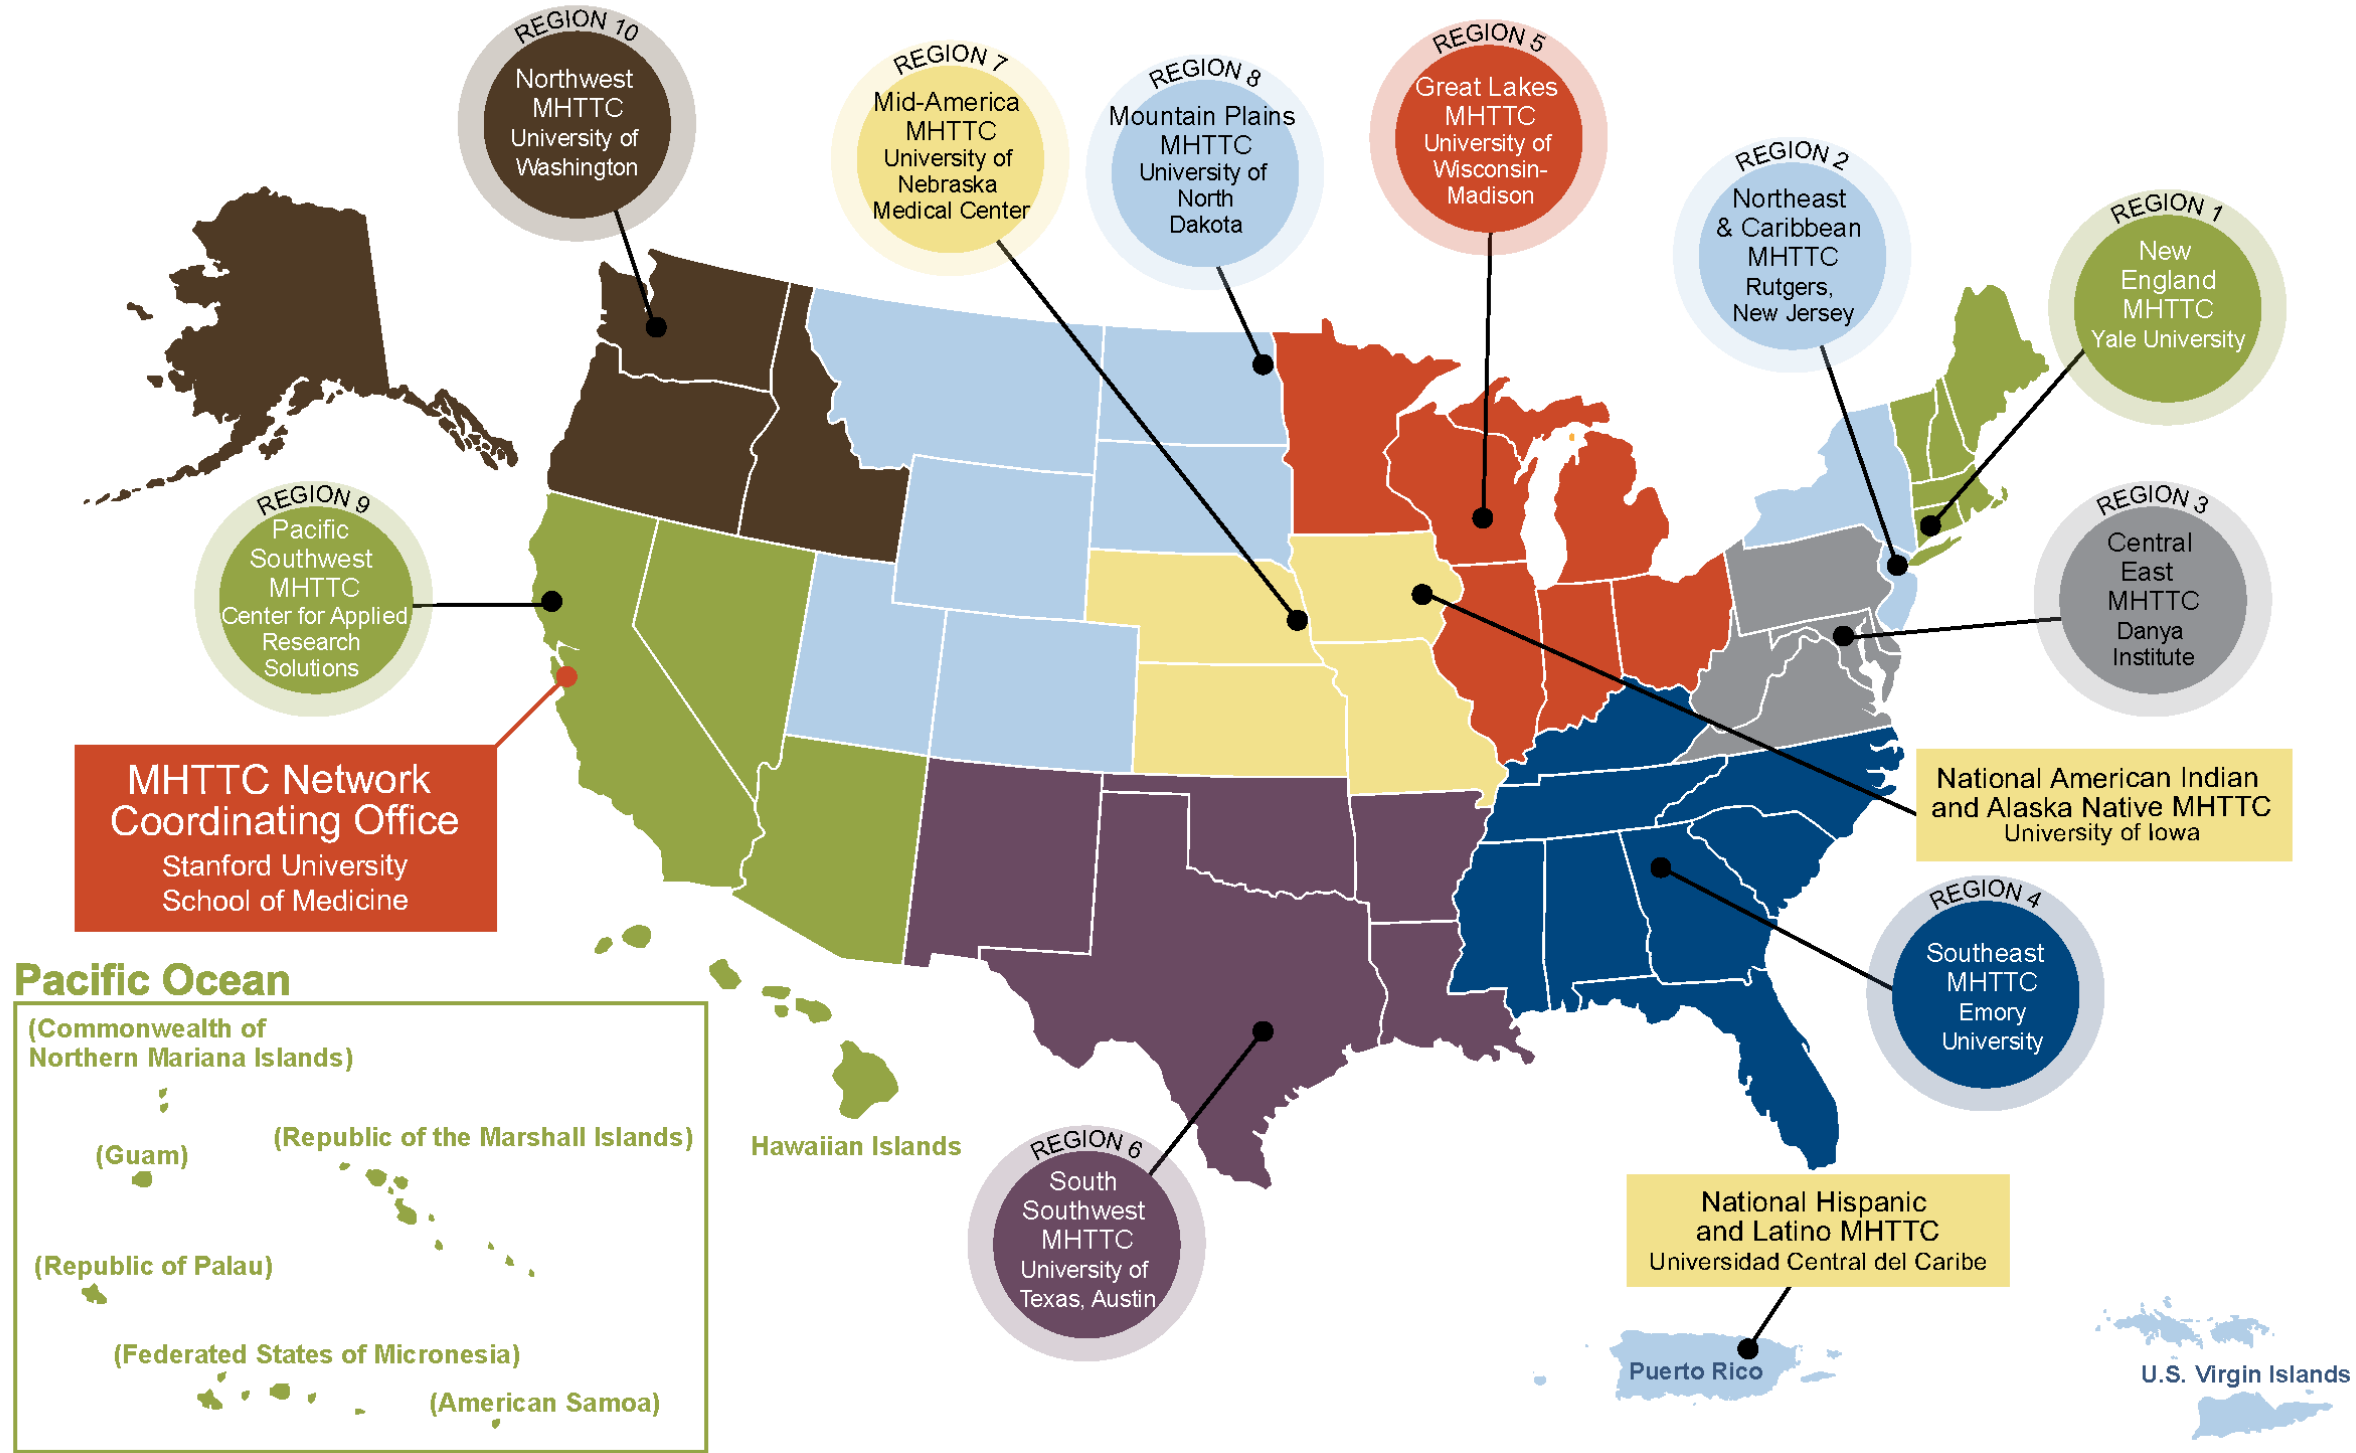 REGION 10
Northwest
MHTTC
University of
Washington
REGION 7
Mid-America
MHTTC
University of
Nebraska
Medical Center
REGION 8
Mountain Plains
MHTTC
University of
North
Dakota
REGION 5
Great Lakes
MHTTC
University of
Wisconsin-
Madison
REGION 2
Northeast
& Caribbean
MHTTC
Rutgers,
New Jersey
REGION 1
New
England
MHTTC
Yale University
REGION 9
Pacific
Southwest
MHTTC
Center for Applied
Research
Solutions
REGION 3
Central
East
MHTTC
Danya
Institute
MHTTC Network
Coordinating Office
Stanford University
School of Medicine
National American Indian
and Alaska Native MHTTC
University of Iowa
REGION 4
Southeast
MHTTC
Emory
University
Pacific Ocean
(Commonwealth of
Northern Mariana Islands)
(Guam)
(Republic of the Marshall Islands)
(Republic of Palau)
(Federated States of Micronesia)
(American Samoa)
Hawaiian Islands
REGION 6
South
Southwest
MHTTC
University of
Texas, Austin
National Hispanic
and Latino MHTTC
Universidad Central del Caribe
Puerto Rico
U.S. Virgin Islands